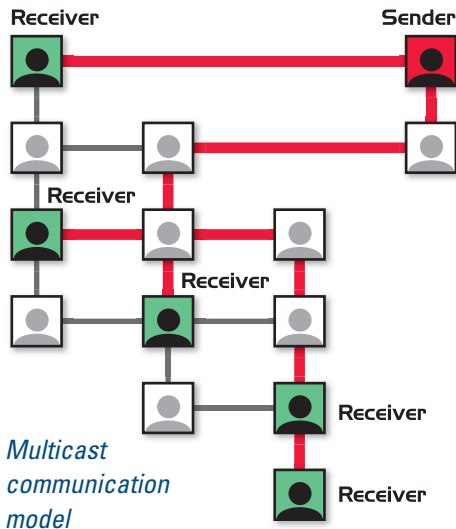 Receiver
Sender
Receiver
Receiver
Receiver
Receiver
Multicast
communication
model